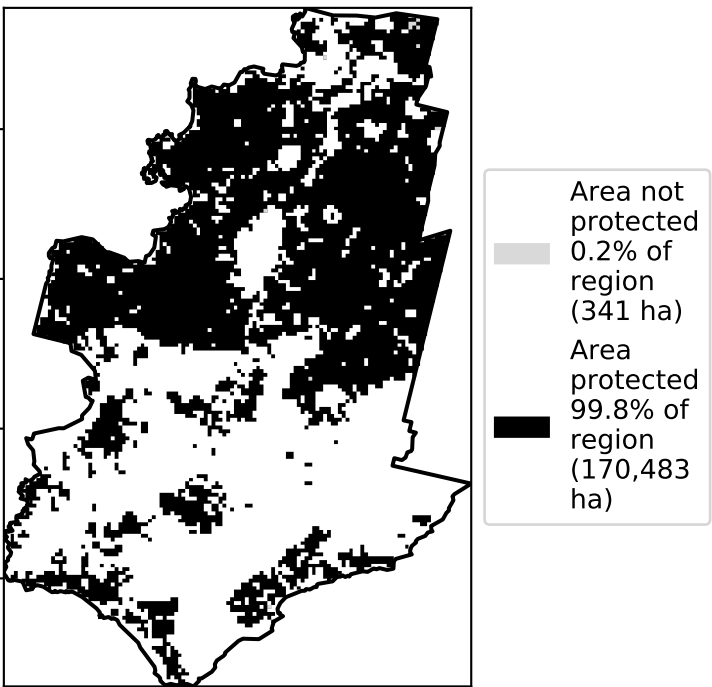 Area not
protected
0.2% of
region
(341 ha)
Area
protected
99.8% of
region
(170,483
ha)